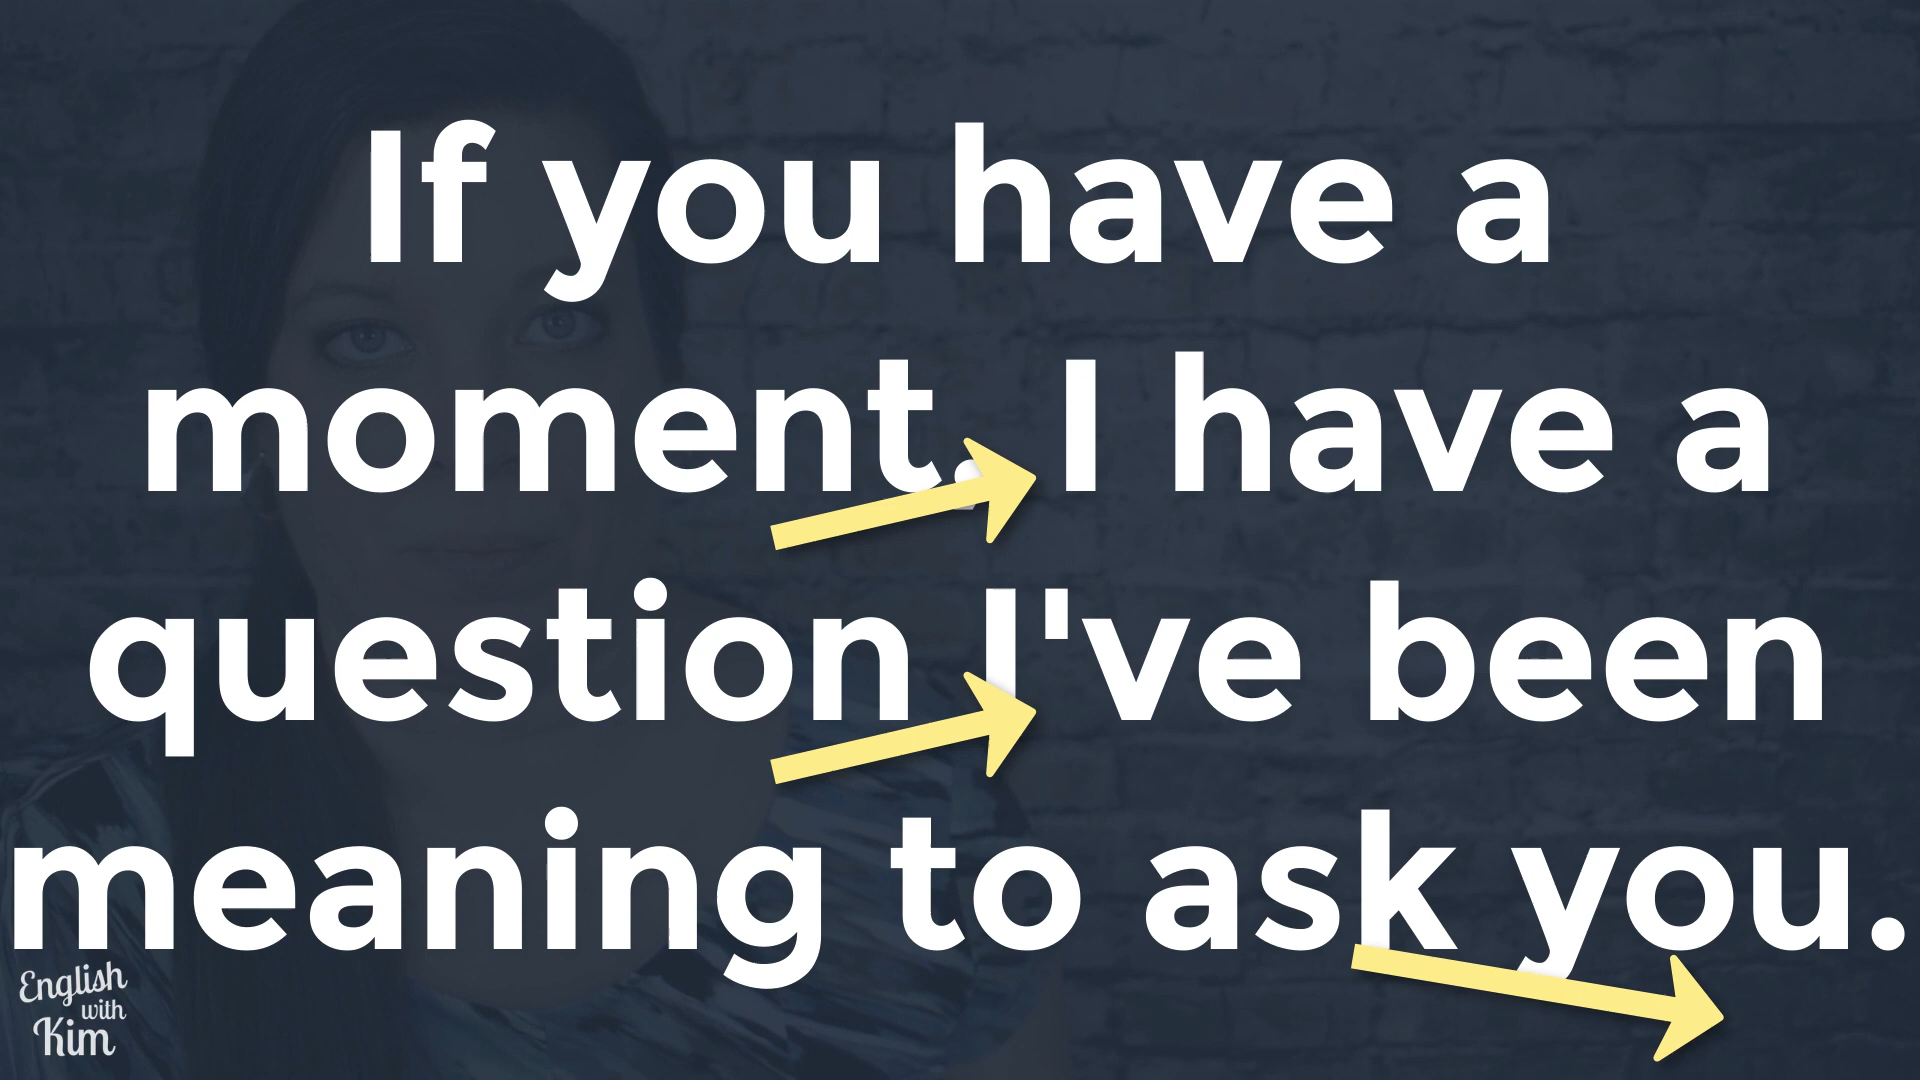 If you have a
moment, I have a
question I've been
meaning to ask you.
English
with
Kim